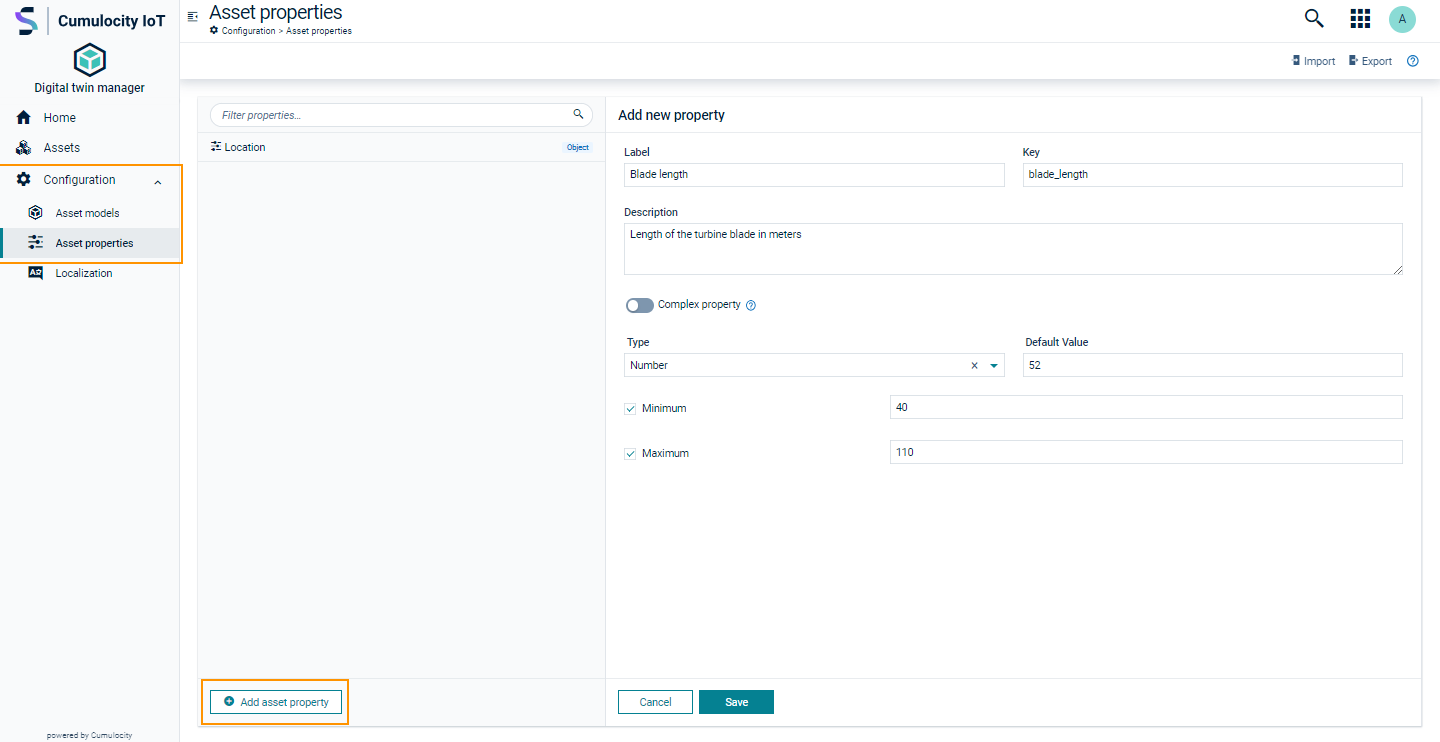 Cumulocity IoT
Digital twin manager
Home
Assets
Configuration
Asset models
Asset properties
Localization
powered by Cumulocity
Asset properties
Configuration > Asset properties
A
Import Export
Filter properties...
Location Object
Add asset property
Add new property
Label Key
Blade length blade_length
Description
Length of the turbine blade in meters
Complex property
Type Default Value
Number 52
Minimum 40
Maximum 110
Cancel Save